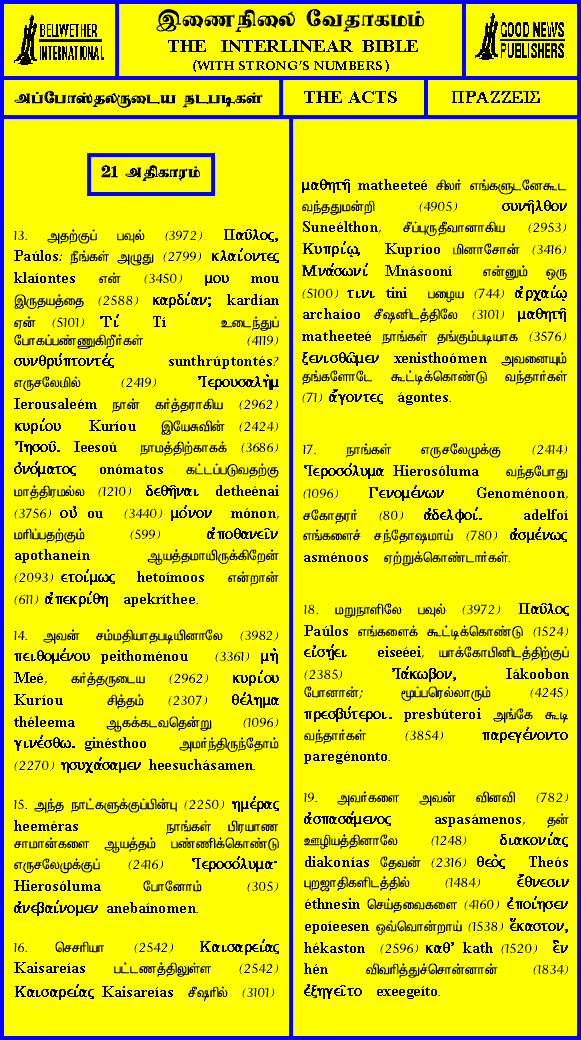 BELLWETHER
INTERNATIONAL
இணைநிலை வேதாகமம்
THE INTERLINEAR BIBLE
(WITH STRONG'S NUMBERS)
GOOD NEWS
PUBLISHERS
அப்போஸ்தலருடைய நடபடிகள்
THE ACTS
ΠΡΑΖΖΕΙΣ
21 அதிகாரம்
13. அதற்குப் பவுல் (3972) Παῦλος,
Paúlos: நீங்கள் அழுது (2799) κλαίοντες
klaíontes என் (3450) μου mou
இருதயத்தை (2588) καρδίαν; kardían
ஏன் (5101) Τί Tí உடைந்துப்
போகப்பண்ணுகிறீர்கள் (4119)
συνθρύπτοντές sunthrúptontés?
எருசலேமில் (2419) Ἰερουσαλὴμ
Ierousaleém நான் கர்த்தராகிய (2962)
κυρίου Kuríou இயேசுவின் (2424)
Ἰησοῦ. Ieesoú நாமத்திற்காகக் (3686)
ὀνόματος onómatos கட்டப்படுவதற்கு
மாத்திரமல்ல (1210) δεθῆναι detheénai
(3756) οὐ ou (3440) μόνον mónon,
மரிப்பதற்கும் (599) ἀποθανεῖν
apothaneín ஆயத்தமாயிருக்கிறேன்
(2093) ετοίμως hetoímoos என்றான்
(611) ἀπεκρίθη apekríthee.
14. அவன் சம்மதியாதபடியினாலே (3982)
πειθομένου peithoménou (3361) μὴ
Meé, கர்த்தருடைய (2962) κυρίου
Kuríou சித்தம் (2307) θέλημα
théleema ஆகக்கடவதென்று (1096)
γινέσθω. ginésthoo அமர்ந்திருந்தோம்
(2270) ησυχάσαμεν heesuchásamen.
15. அந்த நாட்களுக்குப்பின்பு (2250) ημέρας
heeméras நாங்கள் பிரயாண
சாமான்களை ஆயத்தம் பண்ணிக்கொண்டு
எருசலேமுக்குப் (2416) Ἱεροσόλυμα·
Hierosóluma போனோம் (305)
ἀνεβαίνομεν anebaínomen.
16. செசரியா (2542) Καισαρείας
Kaisareías பட்டணத்திலுள்ள (2542)
Καισαρείας Kaisareías சீஷரில் (3101)
μαθητῆ matheeteé சிலர் எங்களுடனேகூட
வந்ததுமன்றி (4905) συνῆλθον
Suneélthon, சீப்புருதீவானாகிய (2953)
Κυπρίῳ, Kupríoo மினாசோன் (3416)
Μνάσωνί Mnásooní என்னும் ஒரு
(5100) τινι tini பழைய (744) ἀρχαίῳ
archaíoo சீஷனிடத்திலே (3101) μαθητῆ
matheeteé நாங்கள் தங்கும்படியாக (3576)
ξενισθῶμεν xenisthoómen அவனையும்
தங்களோடே கூட்டிக்கொண்டு வந்தார்கள்
(71) ἄγοντες ágontes.
17. நாங்கள் எருசலேமுக்கு (2414)
Ἱεροσόλυμα Hierosóluma வந்தபோது
(1096) Γενομένων Genoménoon,
சகோதரர் (80) ἀδελφοί. adelfoí
எங்களைச் சந்தோஷமாய் (780) ἀσμένως
asménoos ஏற்றுக்கொண்டார்கள்.
18. மறுநாளிலே பவுல் (3972) Παῦλος
Paúlos எங்களைக் கூட்டிக்கொண்டு (1524)
εἰσῄει eiseéei, யாக்கோபினிடத்திற்குப்
(2385) Ἰάκωβον, Iákoobon
போனான்; மூப்பரெல்லாரும் (4245)
πρεσβύτεροι. presbúteroi அங்கே கூடி
வந்தார்கள் (3854) παρεγένοντο
paregénonto.
19. அவர்களை அவன் வினவி (782)
ἀσπασάμενος aspasámenos, தன்
ஊழியத்தினாலே (1248) διακονίας
diakonías தேவன் (2316) θεὸς Theós
புறஜாதிகளிடத்தில் (1484) ἔθνεσιν
éthnesin செய்தவைகளை (4160) ἐποίησεν
epoíeesen ஒவ்வொன்றாய் (1538) ἕκαστον,
hékaston (2596) καθ' kath (1520) ἓν
hén விவரித்துச்சொன்னான் (1834)
ἐξηγεῖτο exeegeíto.